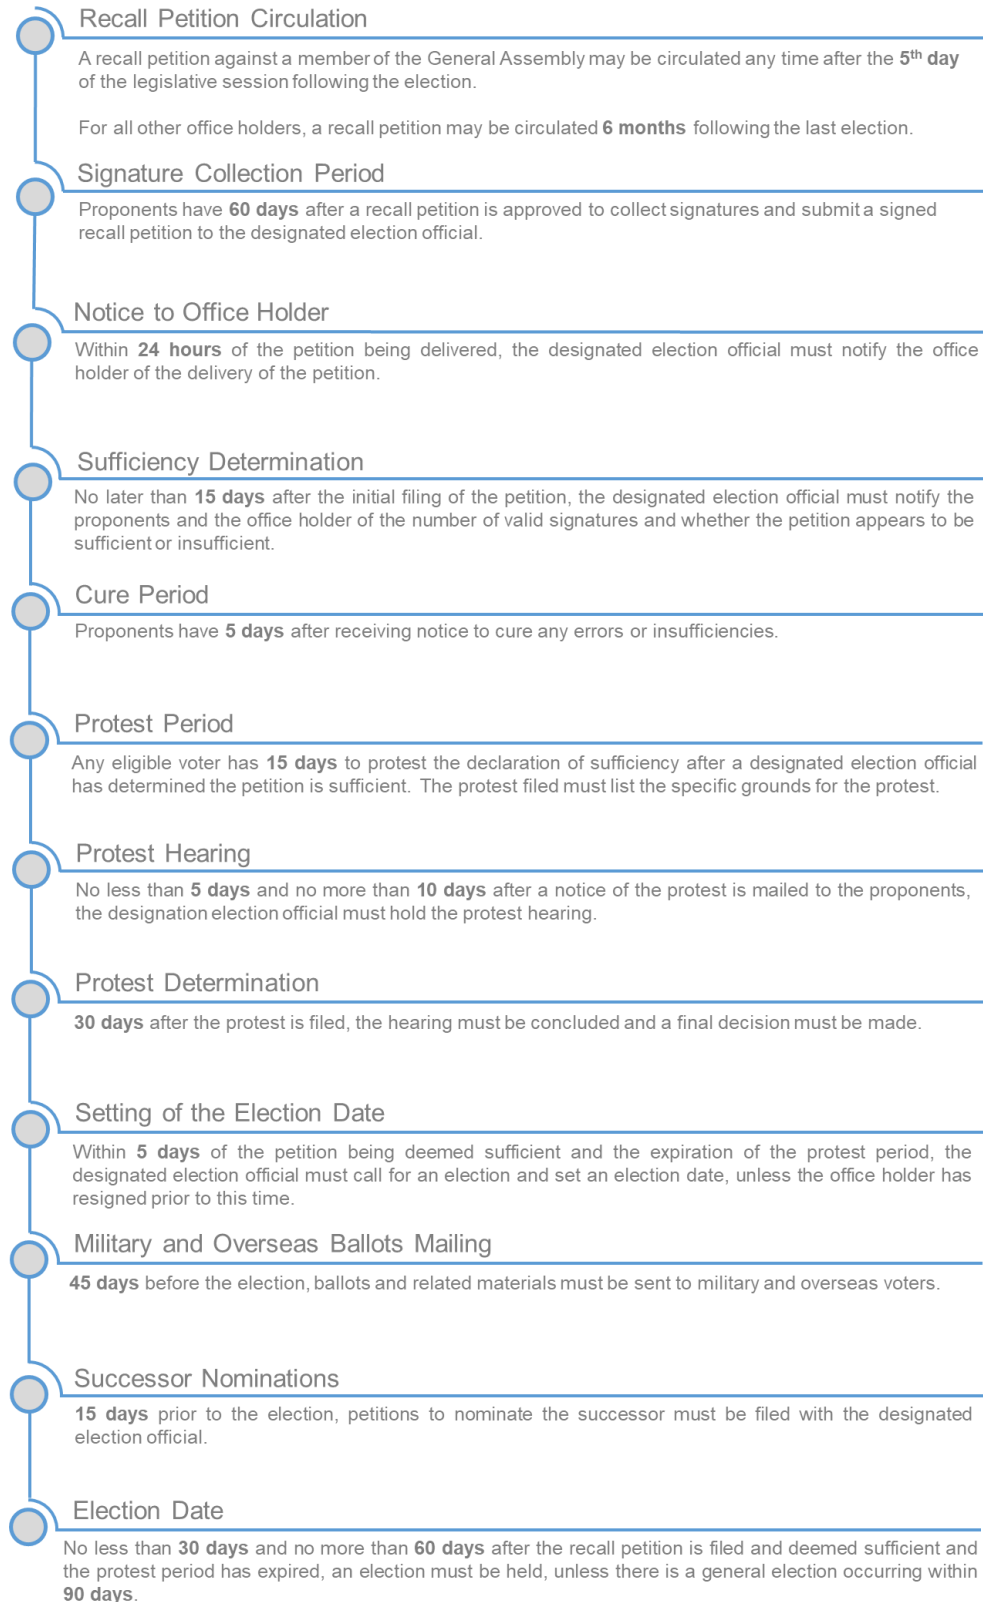 Recall Petition Circulation
A recall petition against a member of the General Assembly may be circulated any time after the 5th day
of the legislative session following the election.
For all other office holders, a recall petition may be circulated 6 months following the last election.
Signature Collection Period
Proponents have 60 days after a recall petition is approved to collect signatures and submit a signed
recall petition to the designated election official.
Notice to Office Holder
Within 24 hours of the petition being delivered, the designated election official must notify the office
holder of the delivery of the petition.
Sufficiency Determination
No later than 15 days after the initial filing of the petition, the designated election official must notify the
proponents and the office holder of the number of valid signatures and whether the petition appears to be
sufficient or insufficient.
Cure Period
Proponents have 5 days after receiving notice to cure any errors or insufficiencies.
Protest Period
Any eligible voter has 15 days to protest the declaration of sufficiency after a designated election official
has determined the petition is sufficient. The protest filed must list the specific grounds for the protest.
Protest Hearing
No less than 5 days and no more than 10 days after a notice of the protest is mailed to the proponents,
the designation election official must hold the protest hearing.
Protest Determination
30 days after the protest is filed, the hearing must be concluded and a final decision must be made.
Setting of the Election Date
Within 5 days of the petition being deemed sufficient and the expiration of the protest period, the
designated election official must call for an election and set an election date, unless the office holder has
resigned prior to this time.
Military and Overseas Ballots Mailing
45 days before the election, ballots and related materials must be sent to military and overseas voters.
Successor Nominations
15 days prior to the election, petitions to nominate the successor must be filed with the designated
election official.
Election Date
No less than 30 days and no more than 60 days after the recall petition is filed and deemed sufficient and
the protest period has expired, an election must be held, unless there is a general election occurring within
90 days.